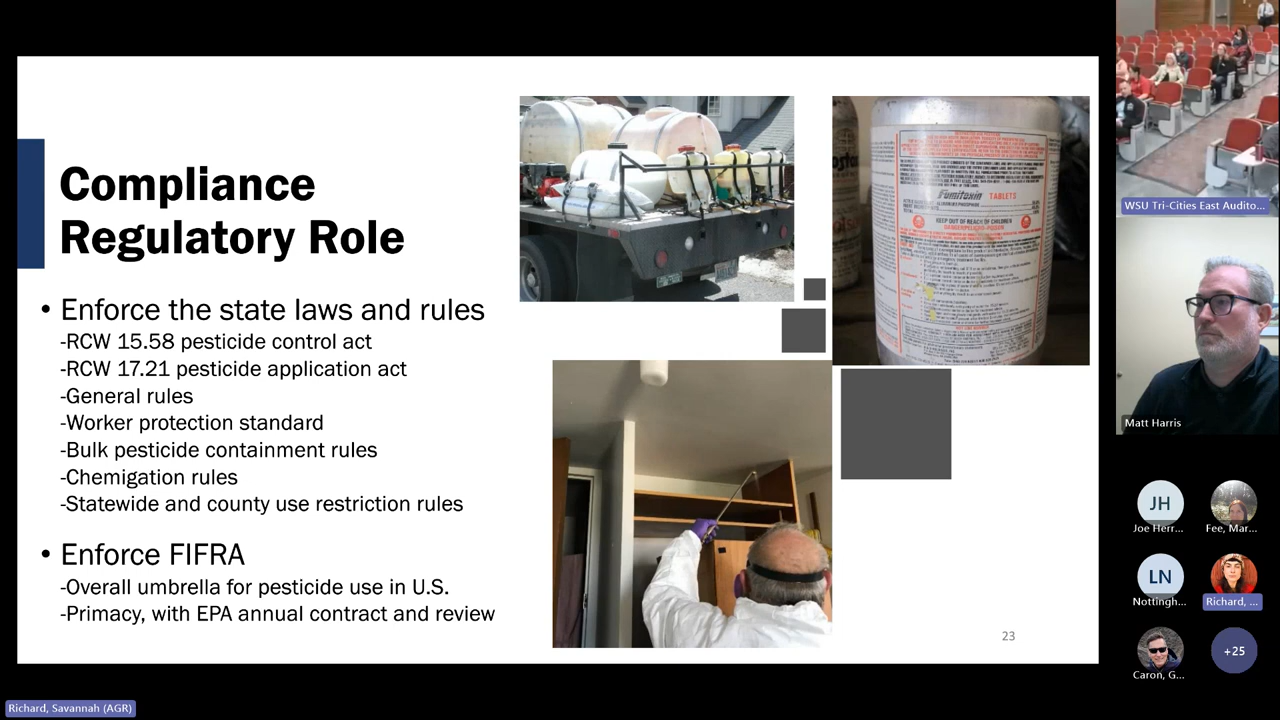 Compliance
Regulatory Role
• Enforce the state laws and rules
-RCW 15.58 pesticide control act
-RCW 17.21 pesticide application act
-General rules
-Worker protection standard
-Bulk pesticide containment rules
-Chemigation rules
-Statewide and county use restriction rules
• Enforce FIFRA
-Overall umbrella for pesticide use in U.S.
-Primacy, with EPA annual contract and review
Fumitoxin TABLETS
KEEP OUT OF REACH OF CHILDREN
23
WSU Tri-Cities East Audito...
Matt Harris
JH
Joe Herr...
Fee, Mar...
LN
Nottingh...
Richard, ...
Caron, G...
+25
Richard, Savannah (AGR)